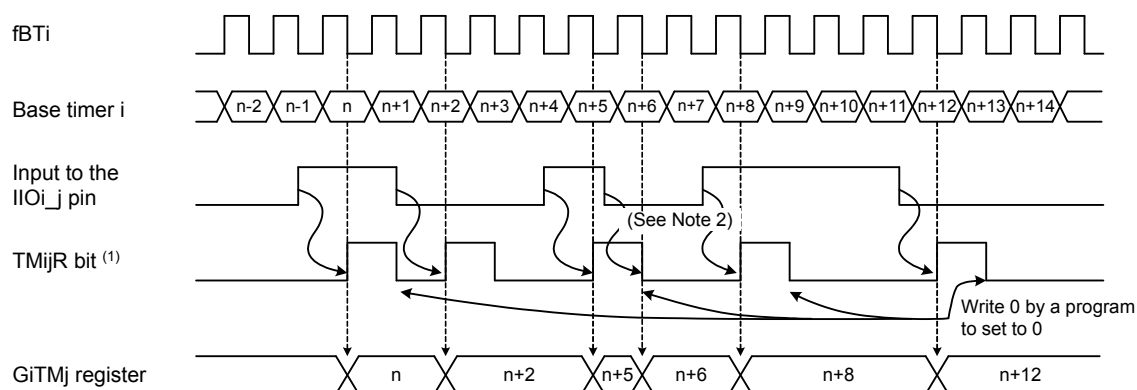 fBTi
Base timer i
n-2 n-1 n n+1 n+2 n+3 n+4 n+5 n+6 n+7 n+8 n+9 n+10 n+11 n+12 n+13 n+14
Input to the
IIOi_j pin
(See Note 2)
TMijR bit (1)
Write 0 by a program
to set to 0
GiTMj register
n n+2 n+5 n+6 n+8 n+12